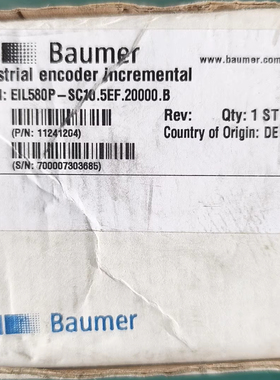 Baumer
strial encoder incremental
www.baumer.com
: EIL580P-SC10.5EF.20000.B
Rev: Qty: 1 ST
(P/N: 11241204)
Country of Origin: DE
(S/N: 700007303685)
Baumer